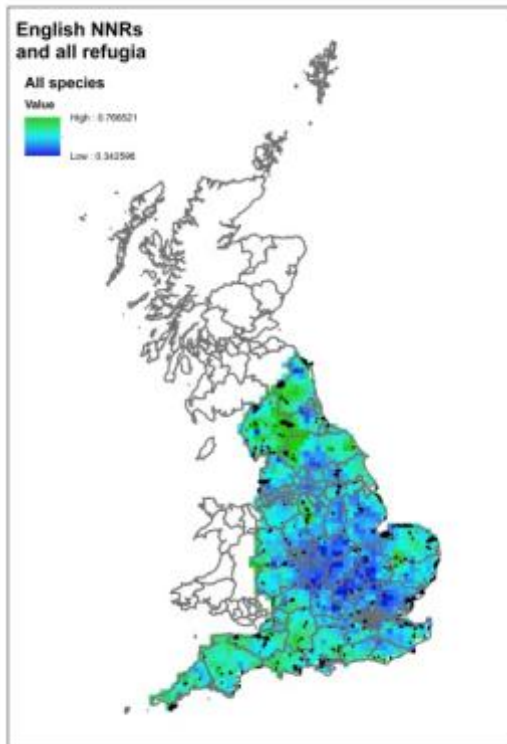 English NNRs
and all refugia
All species
Value
High : 0.766521
Low : 0.342596